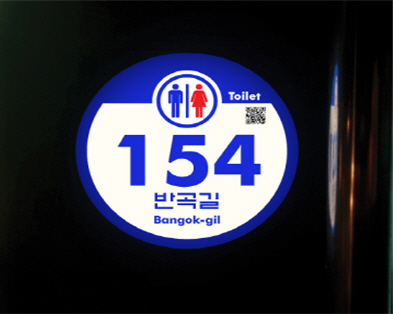 Toilet
154
반곡길
Bangok-gil